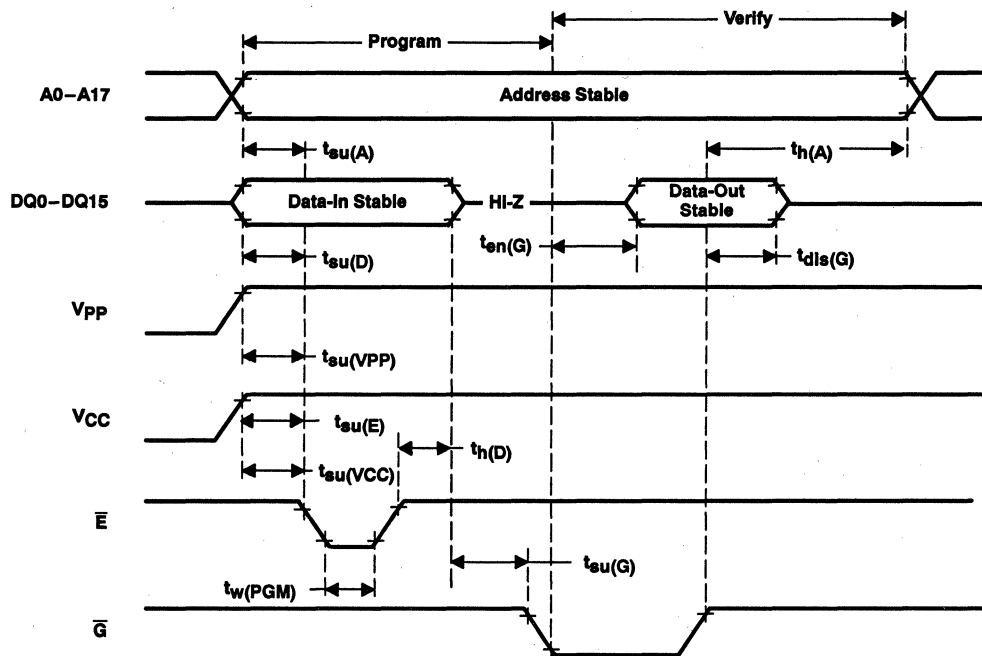 Verify
Program
A0–A17
Address Stable
tsu(A)
th(A)
DQ0–DQ15
Data-In Stable
HI-Z
Data-Out
Stable
ten(G)
tsu(D)
tdis(G)
VPP
tsu(VPP)
VCC
tsu(E)
th(D)
tsu(VCC)
E̅
tsu(G)
tw(PGM)
G̅